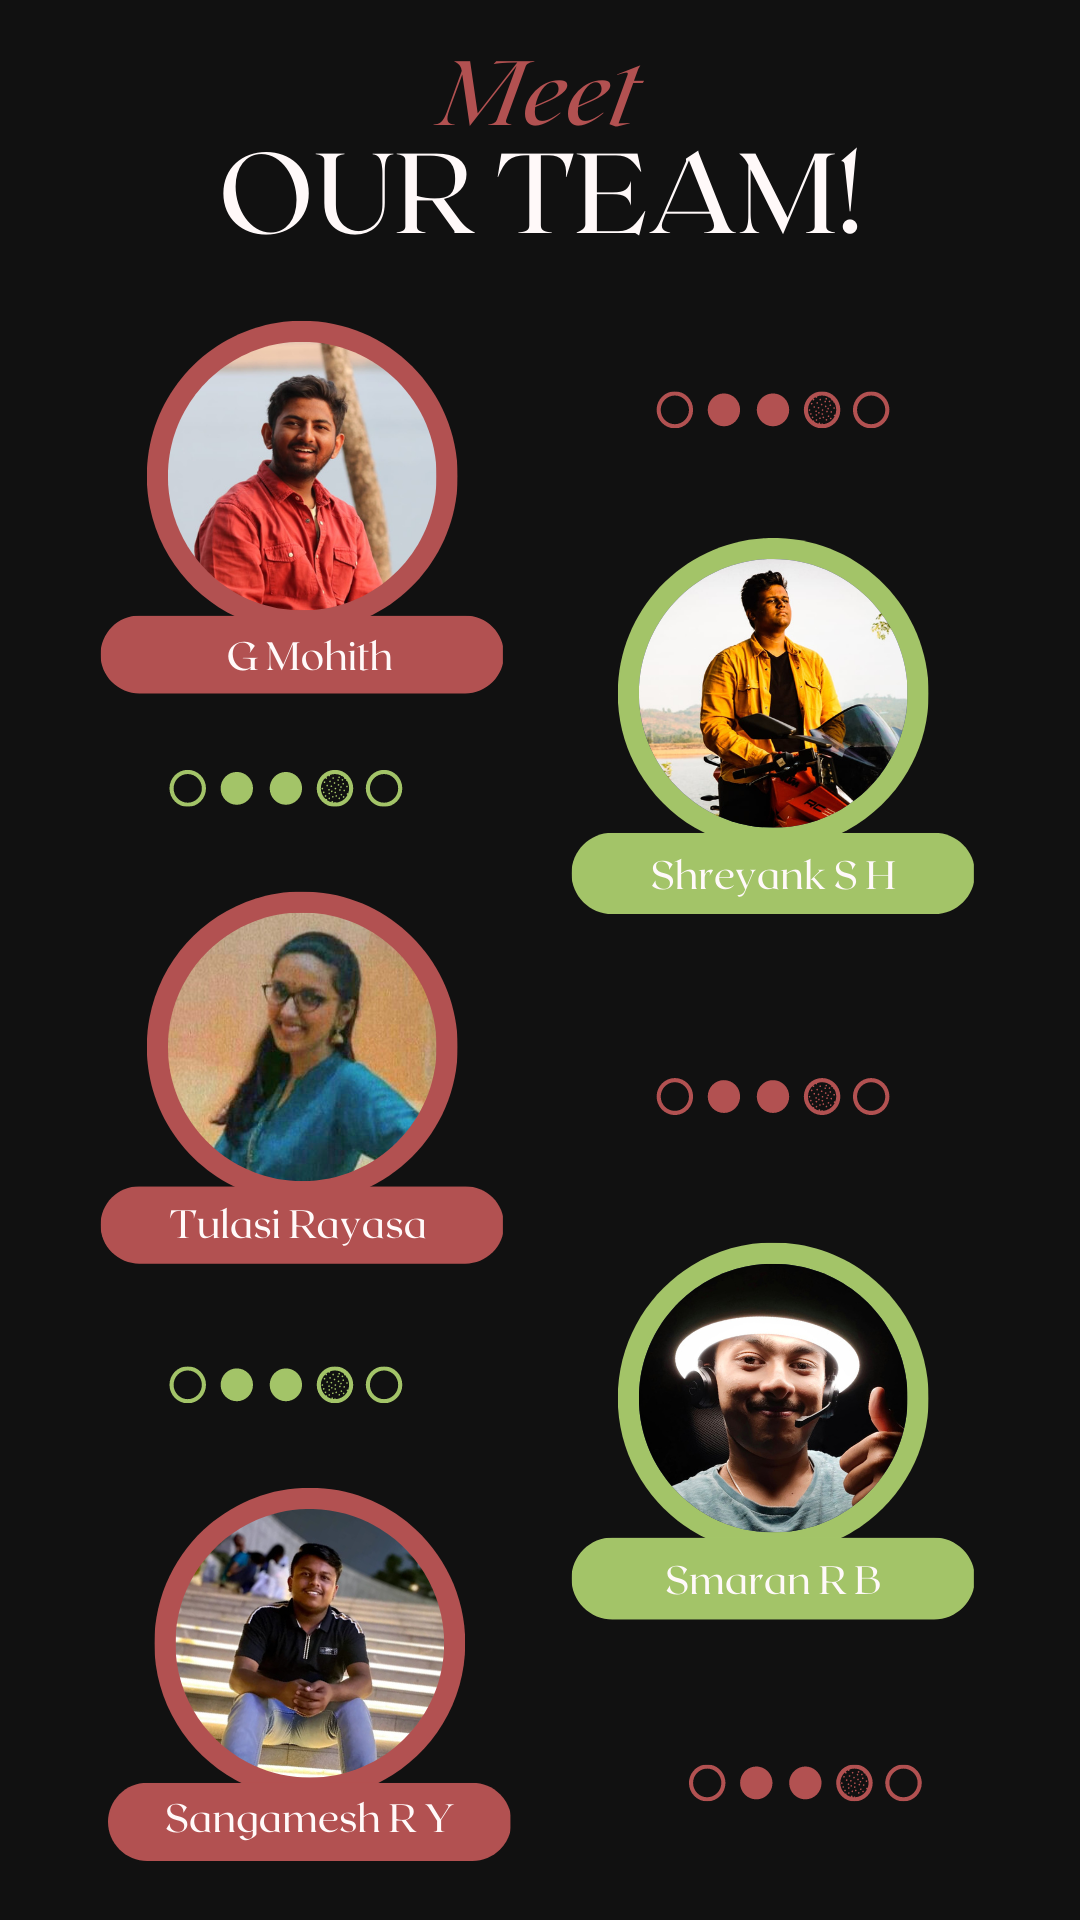 Meet
OUR TEAM!
G Mohith
Shreyank S H
Tulasi Rayasa
Smaran R B
Sangamesh R Y